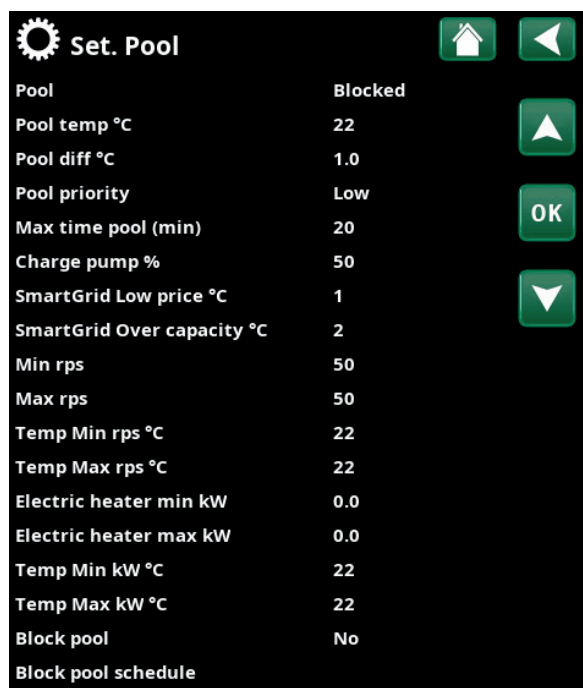 Set. Pool
Pool Blocked
Pool temp °C 22
Pool diff °C 1.0
Pool priority Low
Max time pool (min) 20
OK
Charge pump % 50
SmartGrid Low price °C 1
SmartGrid Over capacity °C 2
Min rps 50
Max rps 50
Temp Min rps °C 22
Temp Max rps °C 22
Electric heater min kW 0.0
Electric heater max kW 0.0
Temp Min kW °C 22
Temp Max kW °C 22
Block pool No
Block pool schedule